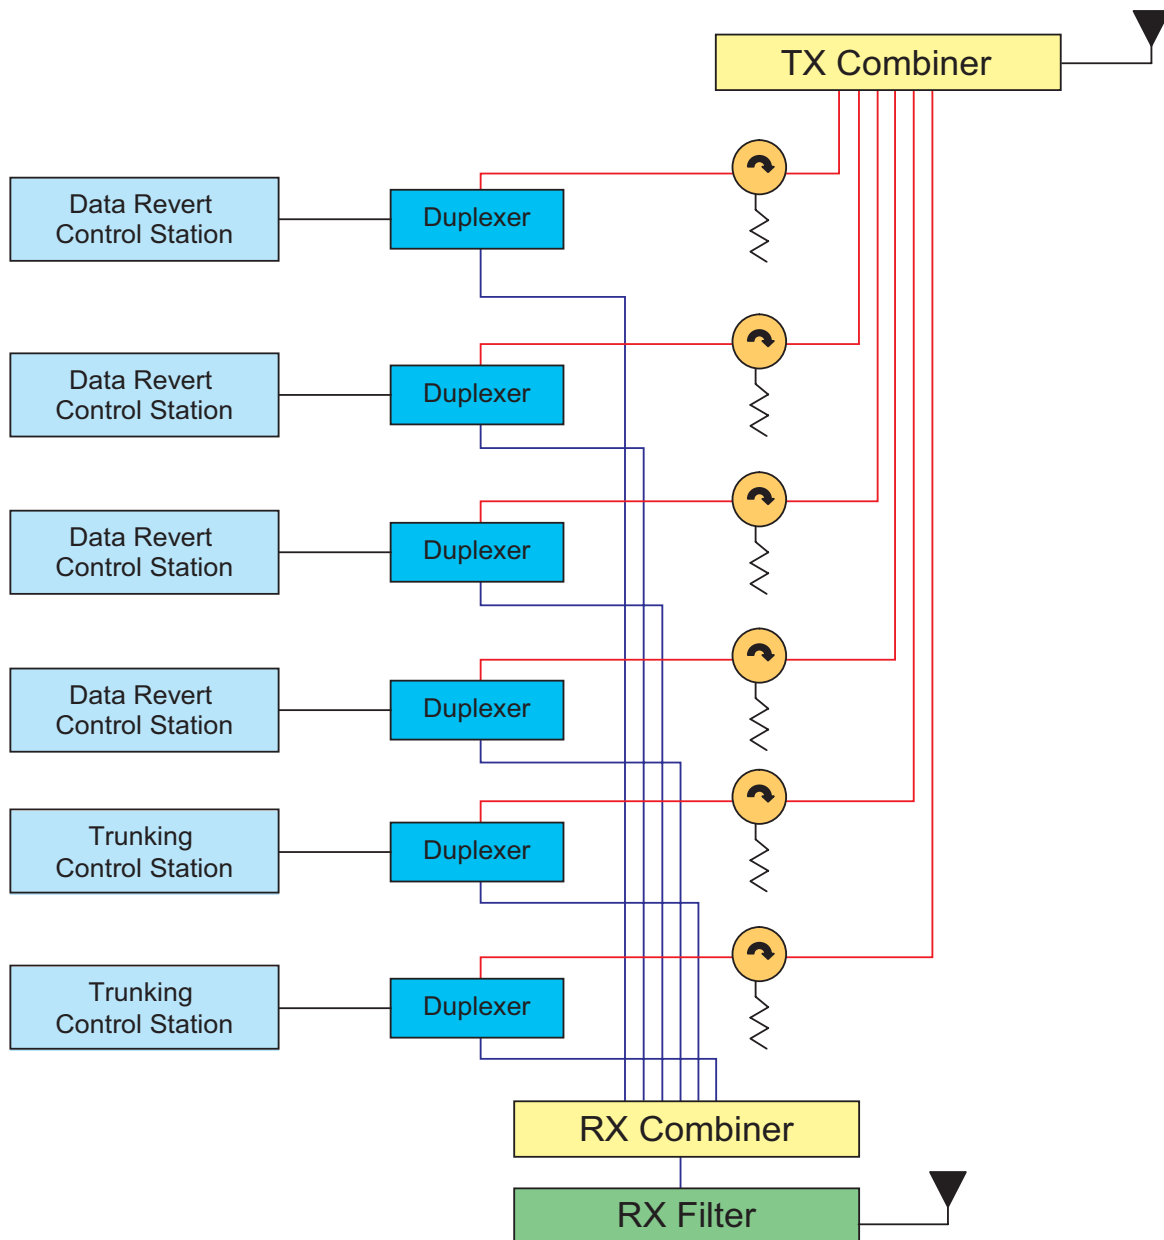 TX Combiner
Data Revert
Control Station
Duplexer
Data Revert
Control Station
Duplexer
Data Revert
Control Station
Duplexer
Data Revert
Control Station
Duplexer
Trunking
Control Station
Duplexer
Trunking
Control Station
Duplexer
RX Combiner
RX Filter